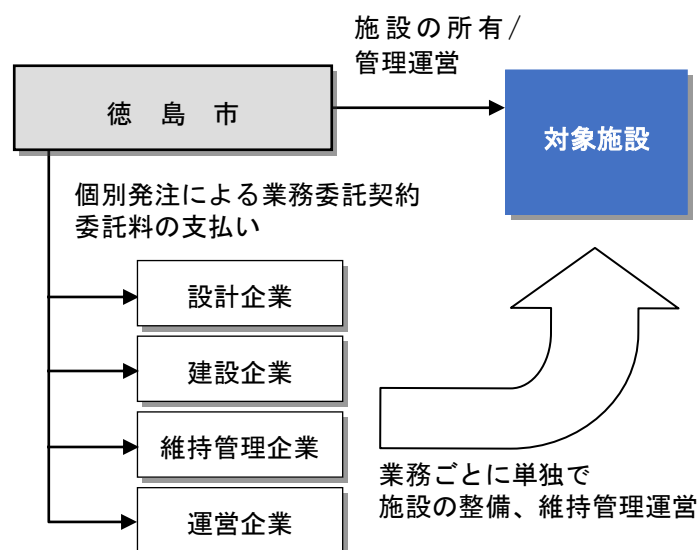 施設の所有/
管理運営
徳島市
対象施設
個別発注による業務委託契約
委託料の支払い
設計企業
建設企業
維持管理企業
運営企業
業務ごとに単独で
施設の整備、維持管理運営